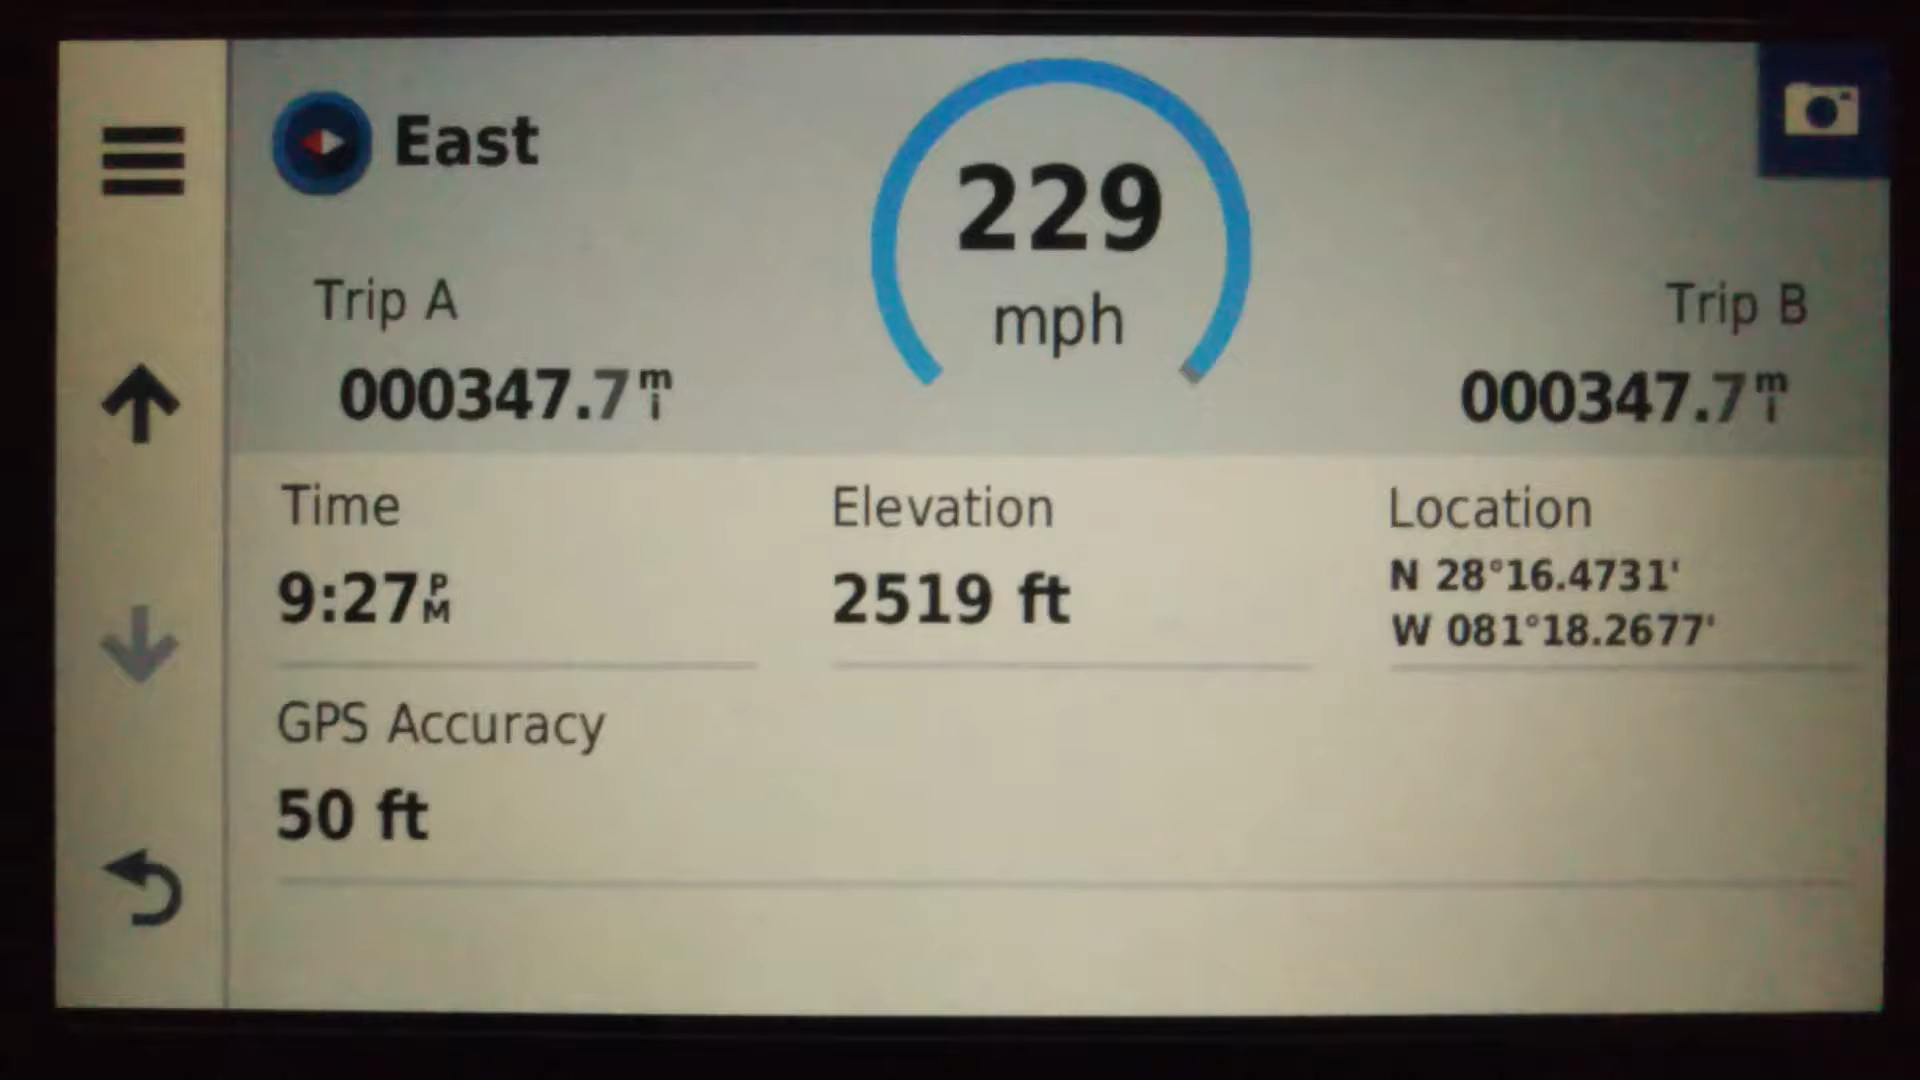 East
229
mph
Trip A
000347.7 mi
Trip B
000347.7 mi
Time
9:27 PM
Elevation
2519 ft
Location
N 28°16.4731'
W 081°18.2677'
GPS Accuracy
50 ft